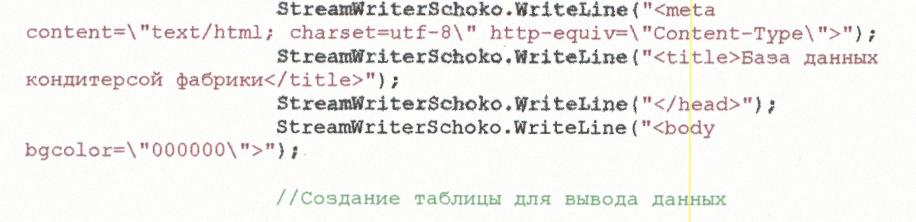 StreamWriterSchoko.WriteLine("<meta
content=\"text/html; charset=utf-8\" http-equiv=\"Content-Type\">");
StreamWriterSchoko.WriteLine("<title>База данных
кондитерсой фабрики</title>");
StreamWriterSchoko.WriteLine("</head>");
StreamWriterSchoko.WriteLine("<body
bgcolor=\"000000\">");
//Создание таблицы для вывода данных